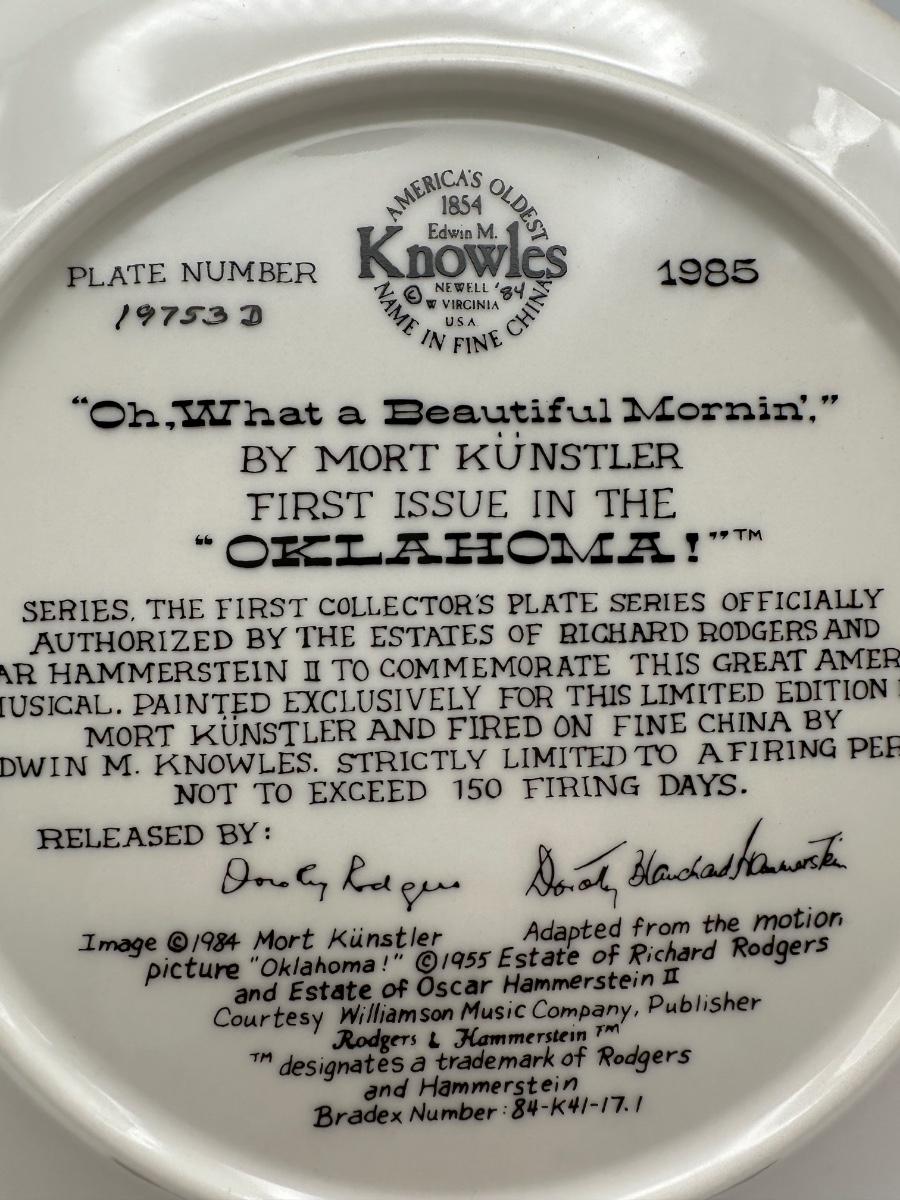 AMERICA'S OLDEST
1854
Edwin M.
Knowles
© NEWELL '84
W VIRGINIA
USA
NAME IN FINE CHINA
PLATE NUMBER
19753 D
1985
"Oh, What a Beautiful Mornin',"
BY MORT KÜNSTLER
FIRST ISSUE IN THE
"OKLAHOMA!"™
SERIES, THE FIRST COLLECTOR'S PLATE SERIES OFFICIALLY
AUTHORIZED BY THE ESTATES OF RICHARD RODGERS AND
AR HAMMERSTEIN II TO COMMEMORATE THIS GREAT AMER
MUSICAL. PAINTED EXCLUSIVELY FOR THIS LIMITED EDITION
MORT KÜNSTLER AND FIRED ON FINE CHINA BY
DWIN M. KNOWLES. STRICTLY LIMITED TO A FIRING PER
NOT TO EXCEED 150 FIRING DAYS.
RELEASED BY:
Dorothy Rodgers
Dorothy Blanchard Hammerstein
Image ©1984 Mort Künstler
Adapted from the motion
picture "Oklahoma!" ©1955 Estate of Richard Rodgers
and Estate of Oscar Hammerstein II
Courtesy Williamson Music Company, Publisher
Rodgers & Hammerstein™
™ designates a trademark of Rodgers
and Hammerstein
Bradex Number: 84-K41-17.1